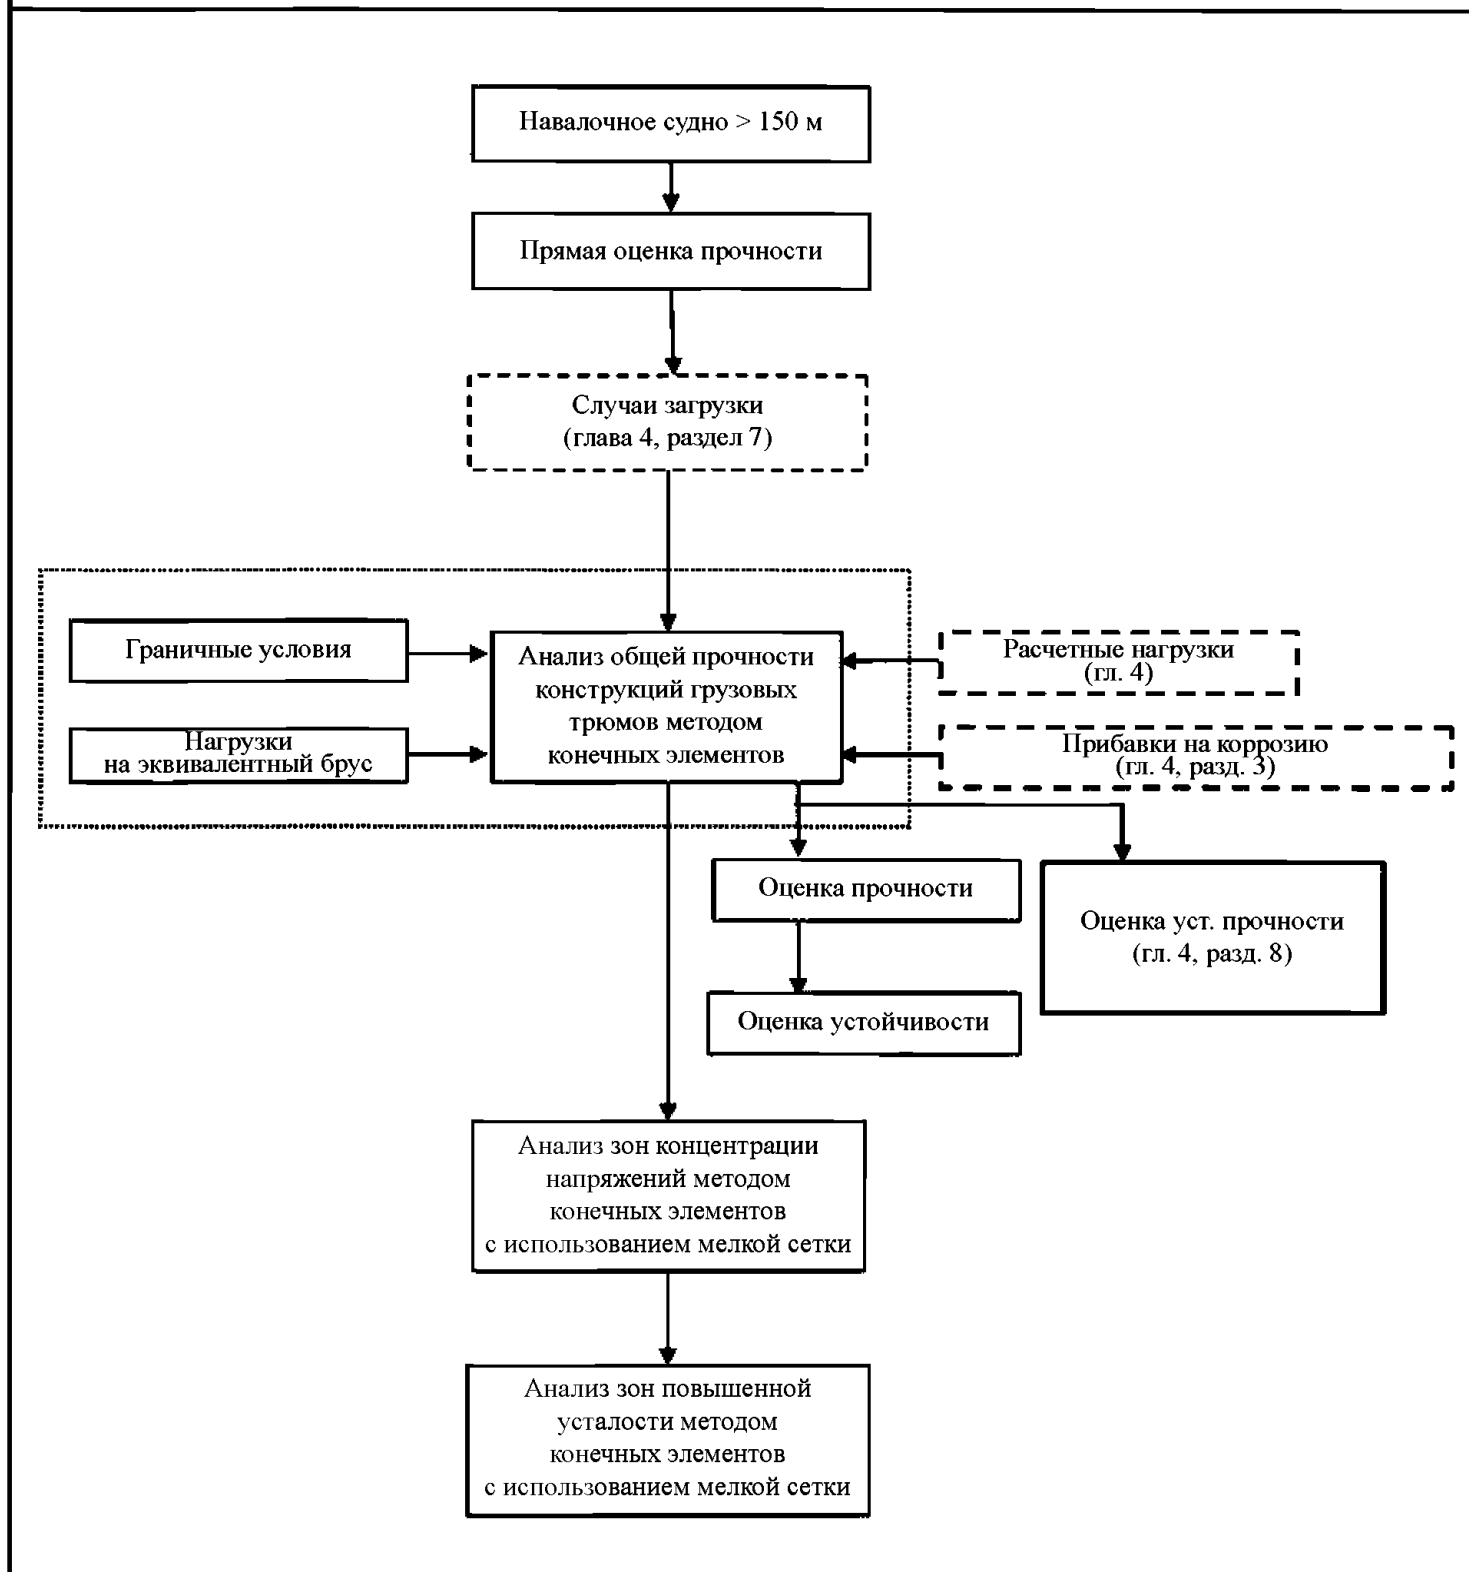 Навалочное судно > 150 м
Прямая оценка прочности
Случаи загрузки
(глава 4, раздел 7)
Граничные условия
Нагрузки
на эквивалентный брус
Анализ общей прочности
конструкций грузовых
трюмов методом
конечных элементов
Расчетные нагрузки
(гл. 4)
Прибавки на коррозию
(гл. 4, разд. 3)
Оценка прочности
Оценка уст. прочности
(гл. 4, разд. 8)
Оценка устойчивости
Анализ зон концентрации
напряжений методом
конечных элементов
с использованием мелкой сетки
Анализ зон повышенной
усталости методом
конечных элементов
с использованием мелкой сетки